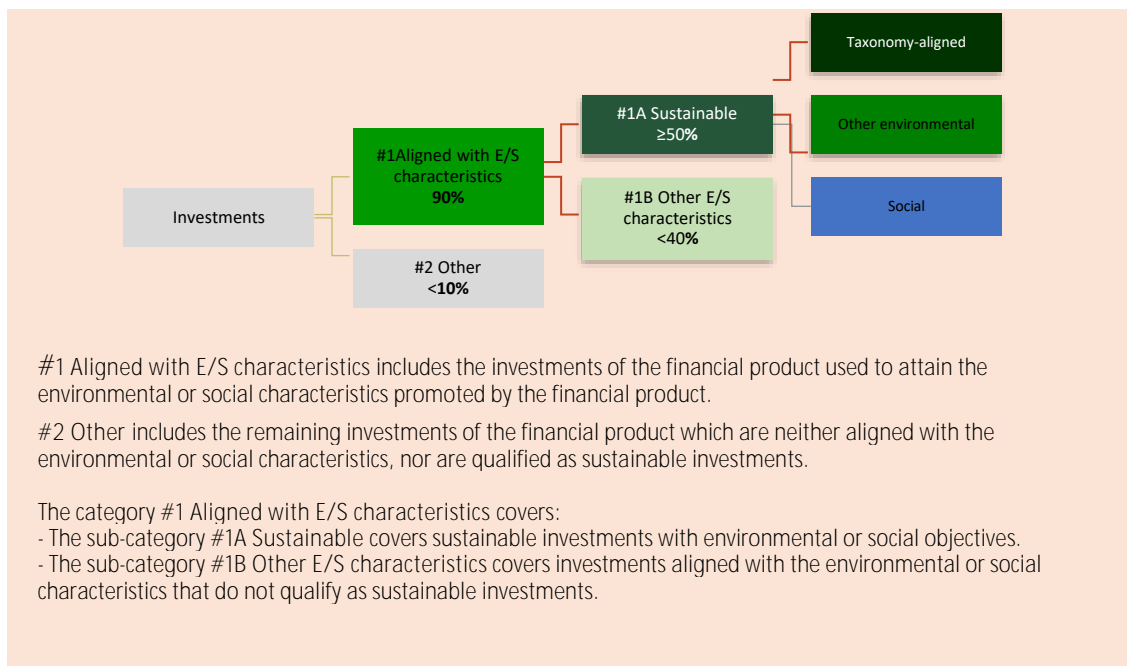 Taxonomy-aligned
#1A Sustainable
≥50%
Other environmental
#1Aligned with E/S
characteristics
90%
#1B Other E/S
characteristics
<40%
Social
Investments
#2 Other
<10%
#1 Aligned with E/S characteristics includes the investments of the financial product used to attain the
environmental or social characteristics promoted by the financial product.
#2 Other includes the remaining investments of the financial product which are neither aligned with the
environmental or social characteristics, nor are qualified as sustainable investments.
The category #1 Aligned with E/S characteristics covers:
- The sub-category #1A Sustainable covers sustainable investments with environmental or social objectives.
- The sub-category #1B Other E/S characteristics covers investments aligned with the environmental or social
characteristics that do not qualify as sustainable investments.